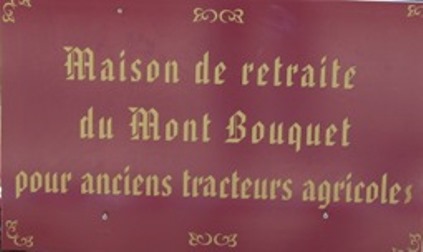 Maison de retraite
du Mont Bouquet
pour anciens tracteurs agricoles